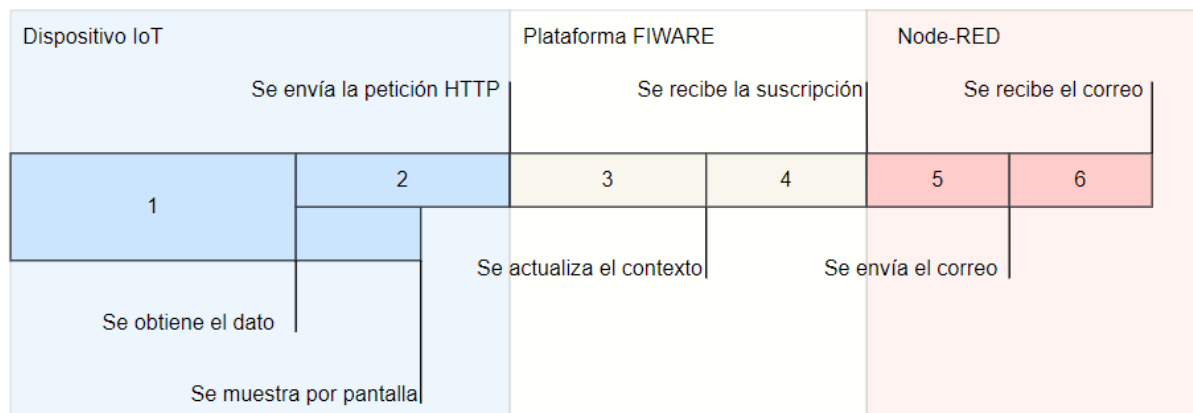 Dispositivo IoT
Plataforma FIWARE
Node-RED
Se envía la petición HTTP
Se recibe la suscripción
Se recibe el correo
1
2
3
4
5
6
Se actualiza el contexto
Se envía el correo
Se obtiene el dato
Se muestra por pantalla